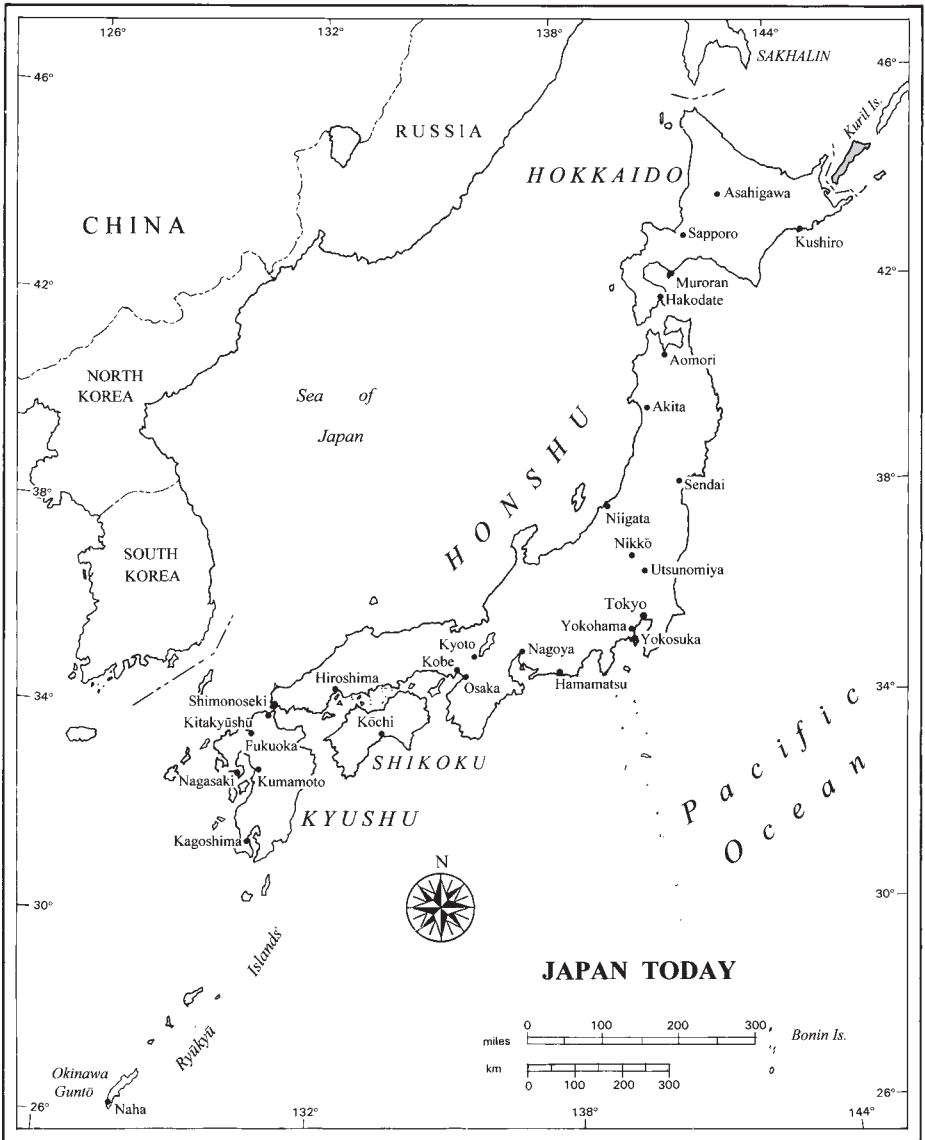 126°
132°
138°
144°
46°
46°
SAKHALIN
Kuril Is.
RUSSIA
HOKKAIDO
Asahigawa
CHINA
Sapporo
Kushiro
42°
42°
Muroran
Hakodate
Aomori
NORTH
KOREA
Sea of
Japan
Akita
HONSHU
38°
38°
Sendai
Niigata
Nikkō
SOUTH
KOREA
Utsunomiya
Tokyo
Yokohama
Yokosuka
Kyoto
Nagoya
Kobe
Osaka
Hamamatsu
Hiroshima
34°
34°
Shimonoseki
Kitakyūshū
Kōchi
Fukuoka
SHIKOKU
Nagasaki
Kumamoto
KYUSHU
Pacific
Ocean
Kagoshima
N
30°
30°
Islands
Ryūkyū
JAPAN TODAY
0 100 200 300
miles
Bonin Is.
km
0 100 200 300
Okinawa
Guntō
Naha
26°
26°
132°
138°
144°